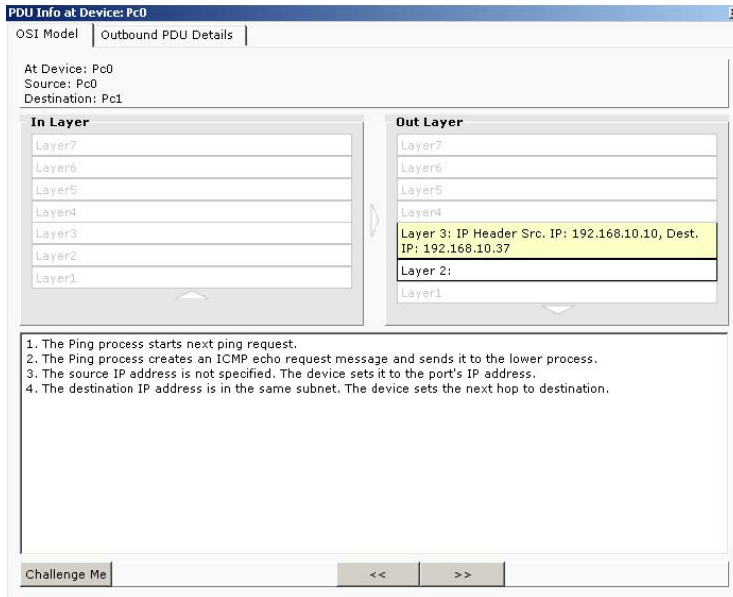 PDU Info at Device: Pc0
OSI Model
Outbound PDU Details
At Device: Pc0
Source: Pc0
Destination: Pc1
In Layer
Layer7
Layer6
Layer5
Layer4
Layer3
Layer2
Layer1
Out Layer
Layer7
Layer6
Layer5
Layer4
Layer 3: IP Header Src. IP: 192.168.10.10, Dest.
IP: 192.168.10.37
Layer 2:
Layer1
1. The Ping process starts next ping request.
2. The Ping process creates an ICMP echo request message and sends it to the lower process.
3. The source IP address is not specified. The device sets it to the port's IP address.
4. The destination IP address is in the same subnet. The device sets the next hop to destination.
Challenge Me
<<
>>